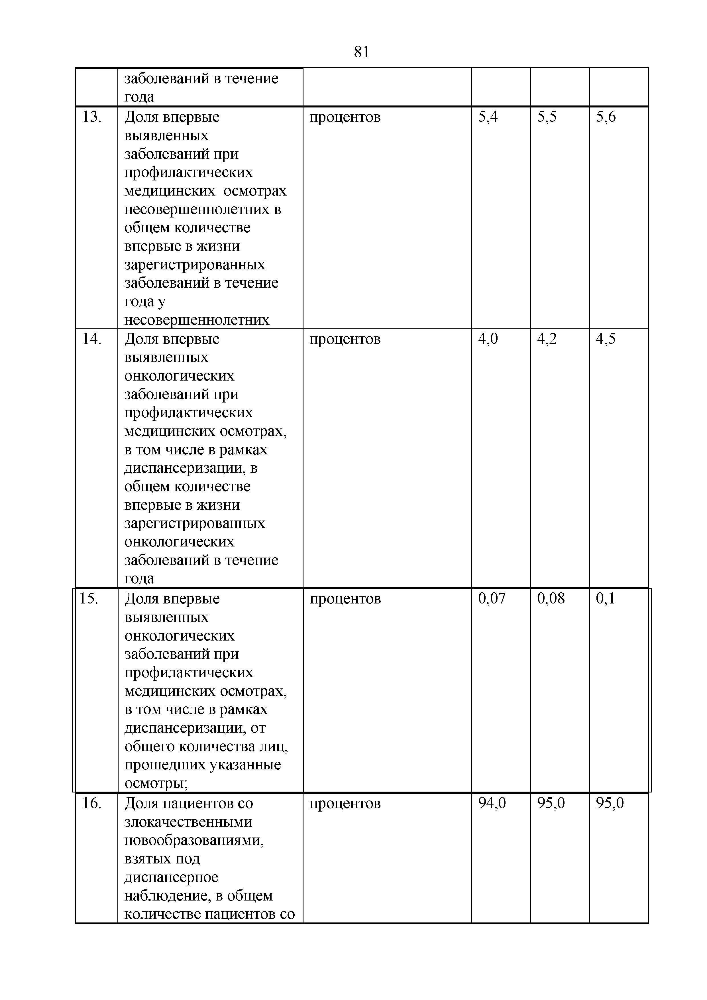 81
заболеваний в течение
года
13. Доля впервые процентов 5,4 5,5 5,6
выявленных
заболеваний при
профилактических
медицинских осмотрах
несовершеннолетних в
общем количестве
впервые в жизни
зарегистрированных
заболеваний в течение
года у
несовершеннолетних
14. Доля впервые процентов 4,0 4,2 4,5
выявленных
онкологических
заболеваний при
профилактических
медицинских осмотрах,
в том числе в рамках
диспансеризации, в
общем количестве
впервые в жизни
зарегистрированных
онкологических
заболеваний в течение
года
15. Доля впервые процентов 0,07 0,08 0,1
выявленных
онкологических
заболеваний при
профилактических
медицинских осмотрах,
в том числе в рамках
диспансеризации, от
общего количества лиц,
прошедших указанные
осмотры;
16. Доля пациентов со процентов 94,0 95,0 95,0
злокачественными
новообразованиями,
взятых под
диспансерное
наблюдение, в общем
количестве пациентов со